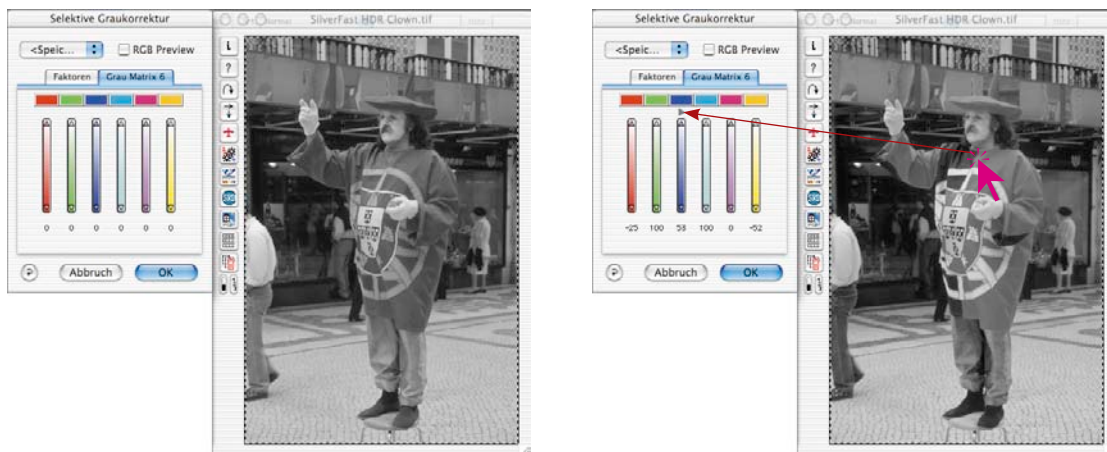 Selektive Graukorrektur
SilverFast HDR Clown.tif
<Speic...
RGB Preview
Faktoren
Grau Matrix 6
0 0 0 0 0 0
Abbruch
OK
Selektive Graukorrektur
SilverFast HDR Clown.tif
<Speic...
RGB Preview
Faktoren
Grau Matrix 6
-25 100 53 100 0 -52
Abbruch
OK